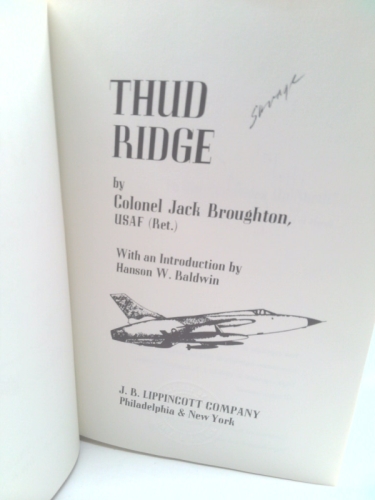 THUD
RIDGE
Savage
by
Colonel Jack Broughton,
USAF (Ret.)
With an Introduction by
Hanson W. Baldwin
J. B. LIPPINCOTT COMPANY
Philadelphia & New York